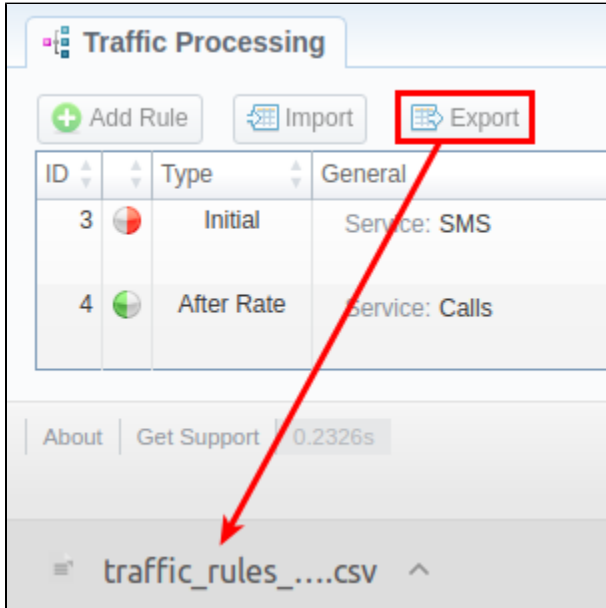 Traffic Processing
Add Rule Import Export
ID Type General
3 Initial Service: SMS
4 After Rate Service: Calls
About Get Support 0.2326s
traffic_rules_....csv